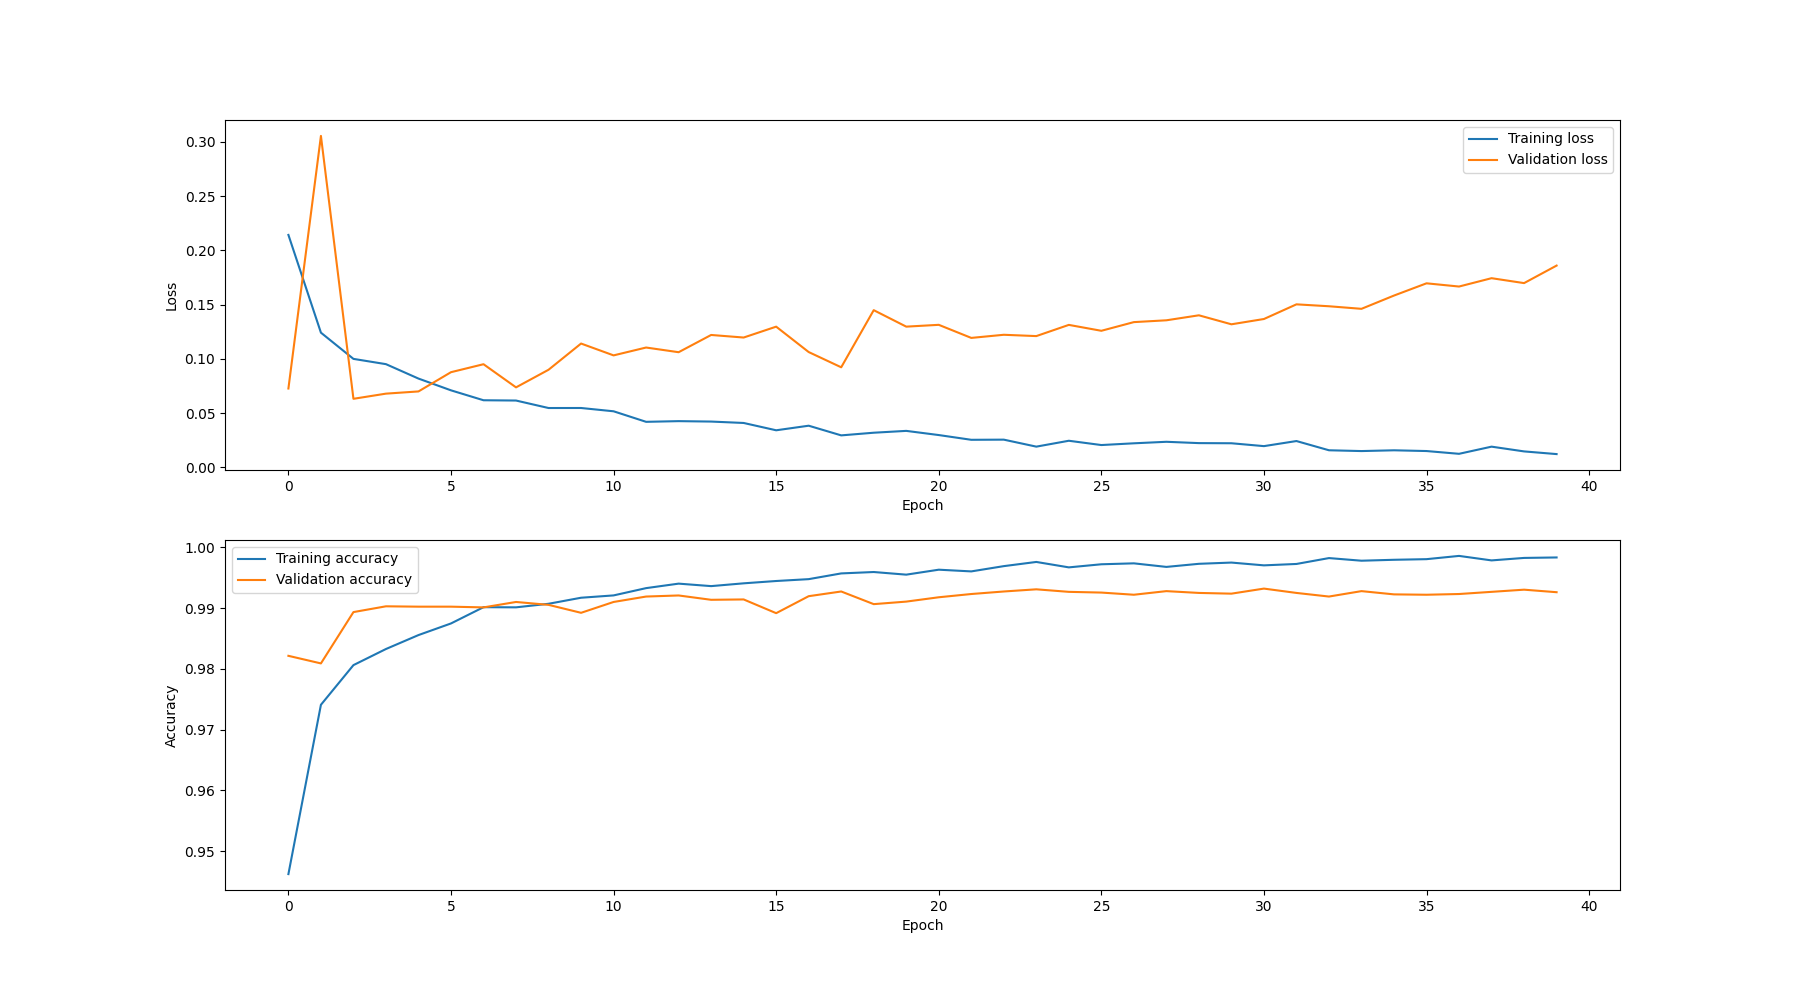 0.30
0.25
0.20
0.15
0.10
0.05
0.00
Loss
Training loss
Validation loss
0 5 10 15 20 25 30 35 40
Epoch
1.00
0.99
0.98
0.97
0.96
0.95
Accuracy
Training accuracy
Validation accuracy
0 5 10 15 20 25 30 35 40
Epoch